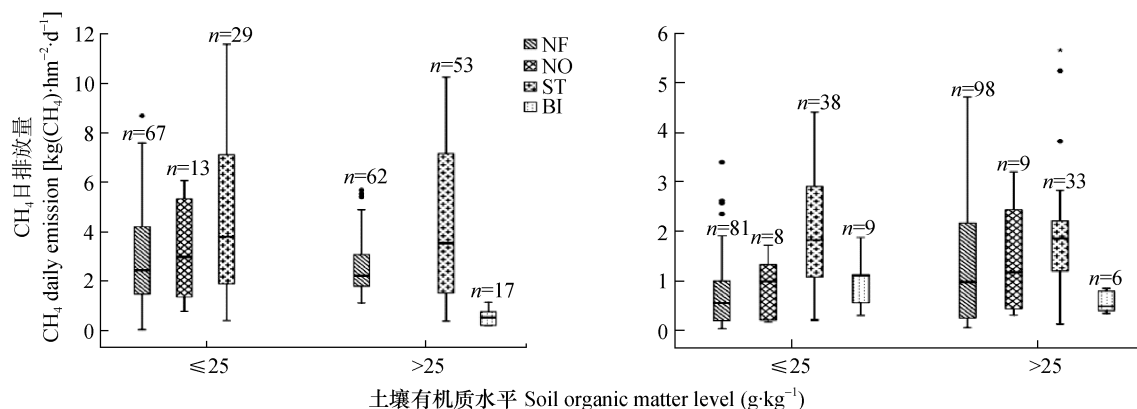 CH₄日排放量
CH₄ daily emission [kg(CH₄)·hm⁻²·d⁻¹)
12
10
8
6
4
2
0
n=67
n=13
n=29
n=62
n=53
n=17
≤25
>25
NF
NO
ST
BI
6
5
4
3
2
1
0
n=81
n=8
n=38
n=9
n=98
n=9
n=33
n=6
≤25
>25
土壤有机质水平 Soil organic matter level (g·kg⁻¹)